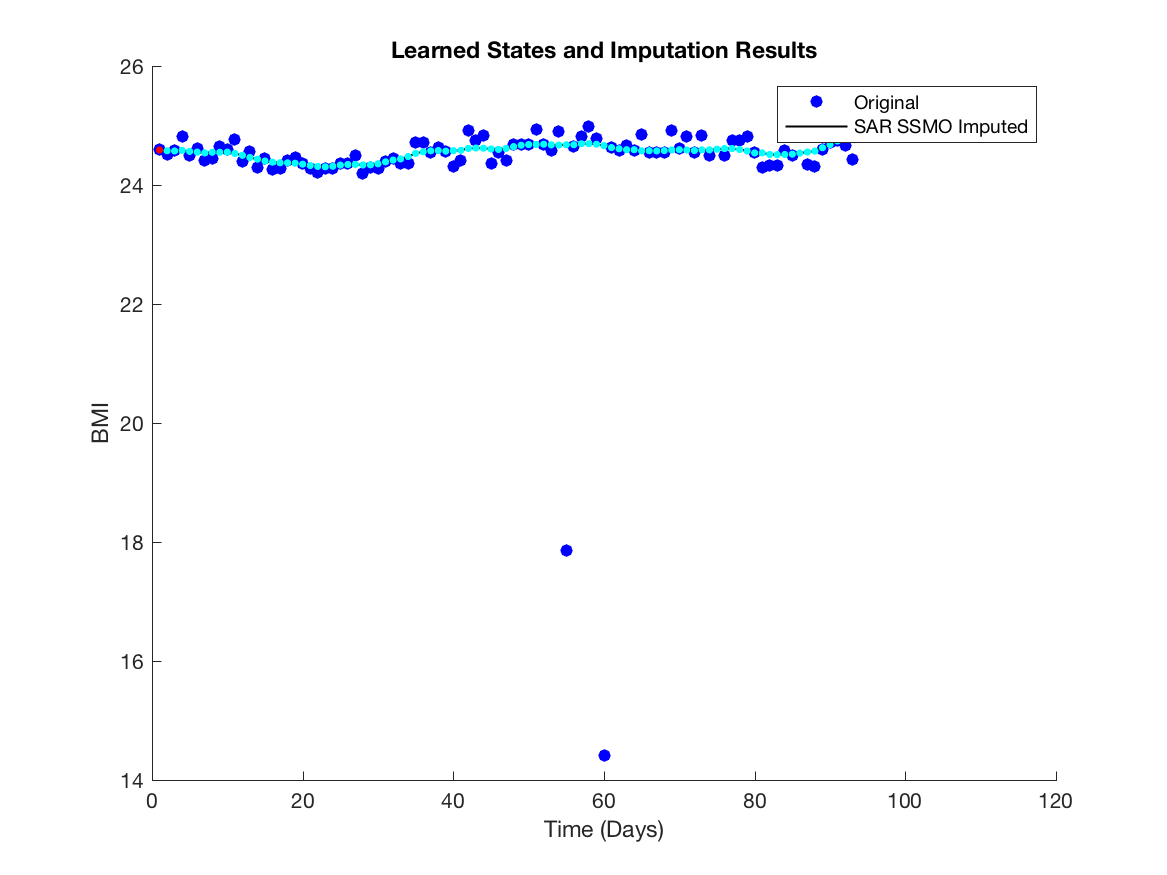 Learned States and Imputation Results
Original
SAR SSMO Imputed
26
24
22
20
18
16
14
BMI
0 20 40 60 80 100 120
Time (Days)